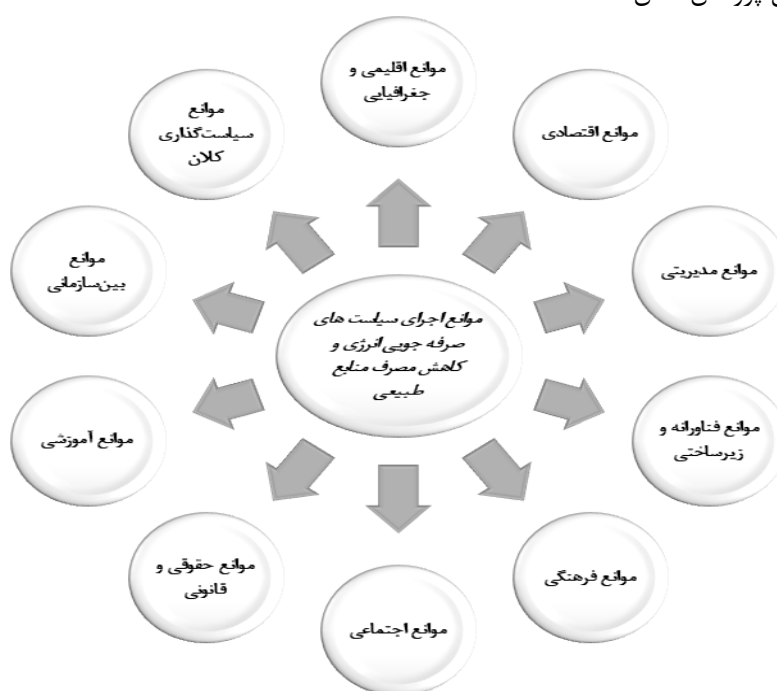 موانع اقلیمی و
جغرافیایی
موانع اقتصادی
موانع مدیریتی
موانع فناورانه و
زیرساختی
موانع فرهنگی
موانع اجتماعی
موانع حقوقی و
قانونی
موانع آموزشی
موانع
بین‌سازمانی
موانع
سیاست‌گذاری
کلان
موانع اجرای سیاست های
صرفه جویی انرژی و
کاهش مصرف منابع
طبیعی